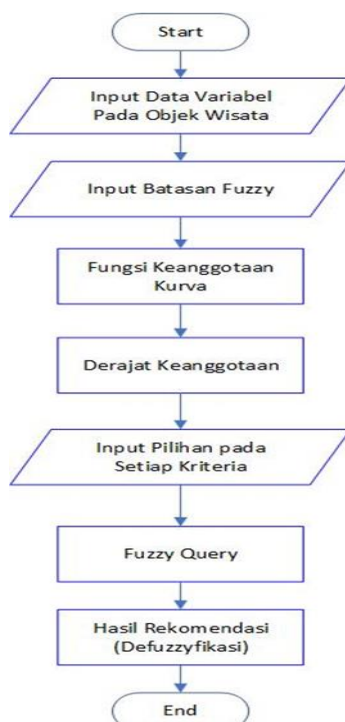 Start
Input Data Variabel
Pada Objek Wisata
Input Batasan Fuzzy
Fungsi Keanggotaan
Kurva
Derajat Keanggotaan
Input Pilihan pada
Setiap Kriteria
Fuzzy Query
Hasil Rekomendasi
(Defuzzyfikasi)
End